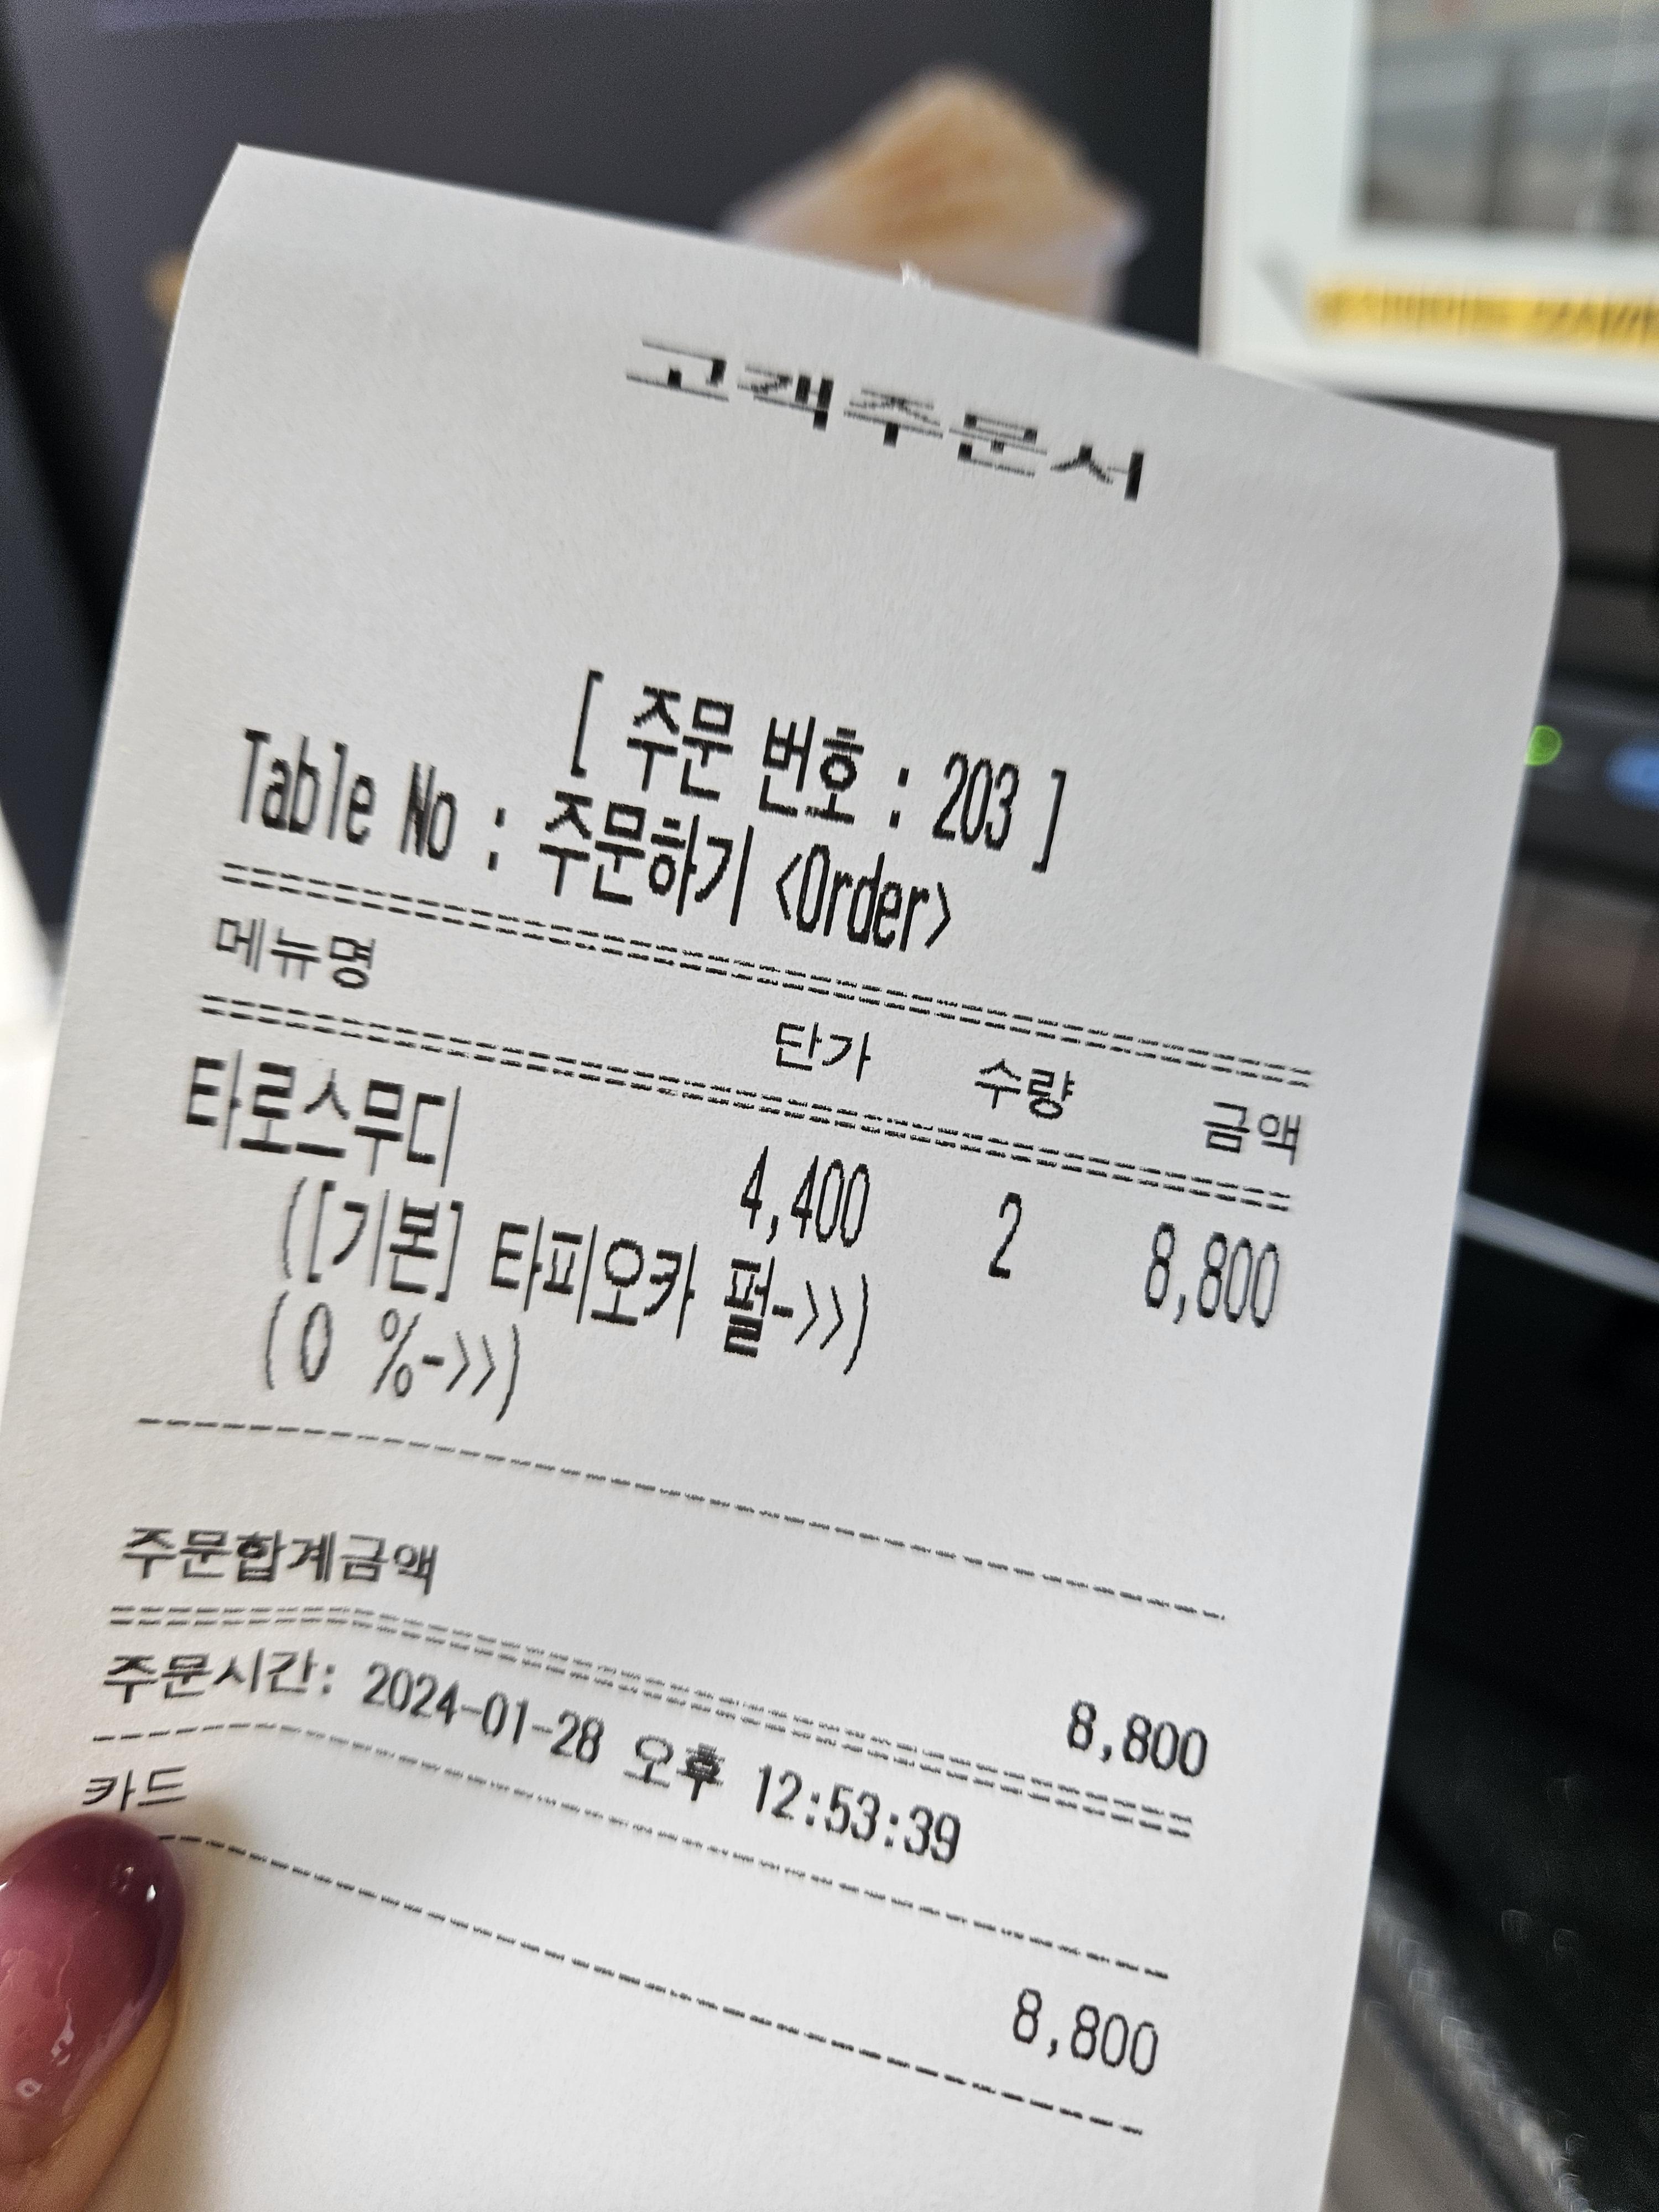 고객주문서
[ 주문 번호 : 203 ]
Table No : 주문하기 <Order>
메뉴명 단가 수량 금액
타로스무디 4,400 2 8,800
([기본] 타피오카 펄->>)
(0 %->>)
주문합계금액 8,800
주문시간: 2024-01-28 오후 12:53:39
카드 8,800